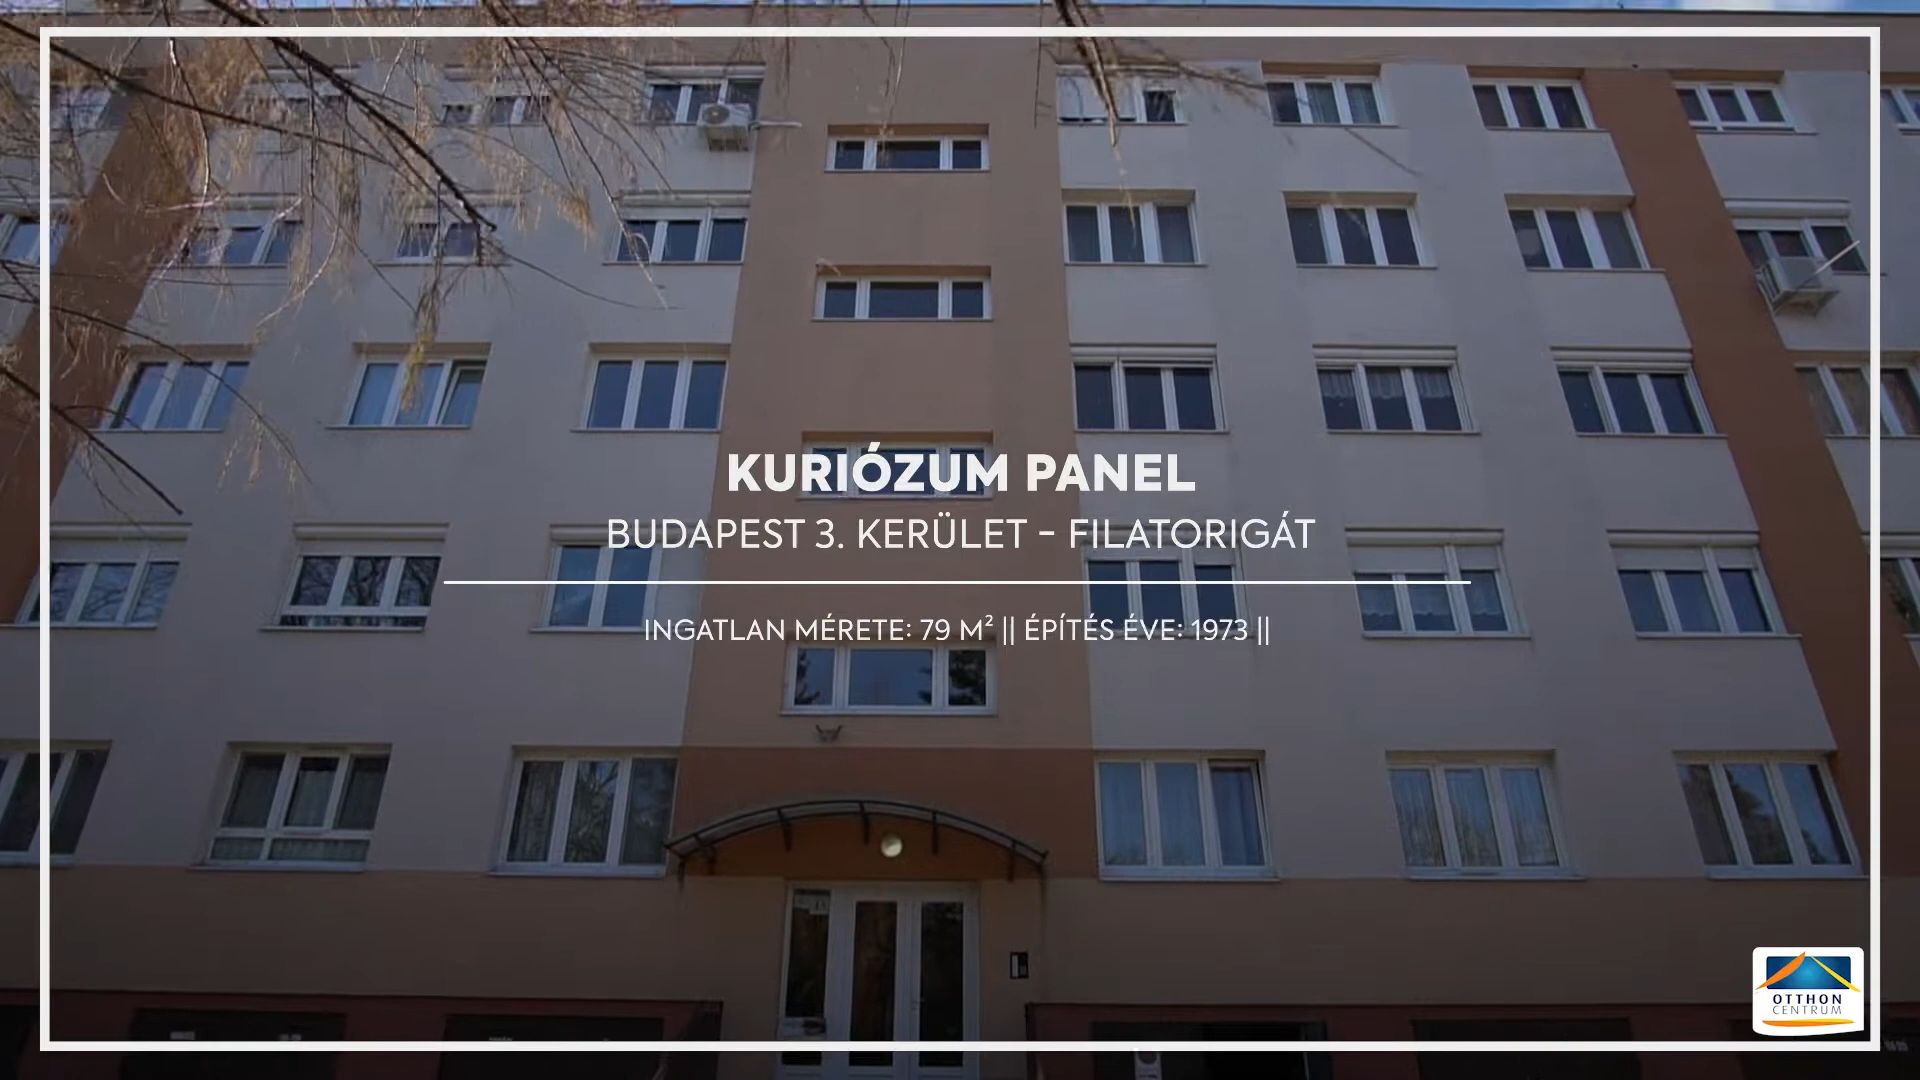 KURIÓZUM PANEL
BUDAPEST 3. KERÜLET - FILATORIGÁT
INGATLAN MÉRETE: 79 M² || ÉPÍTÉS ÉVE: 1973 ||
OTTHON
CENTRUM